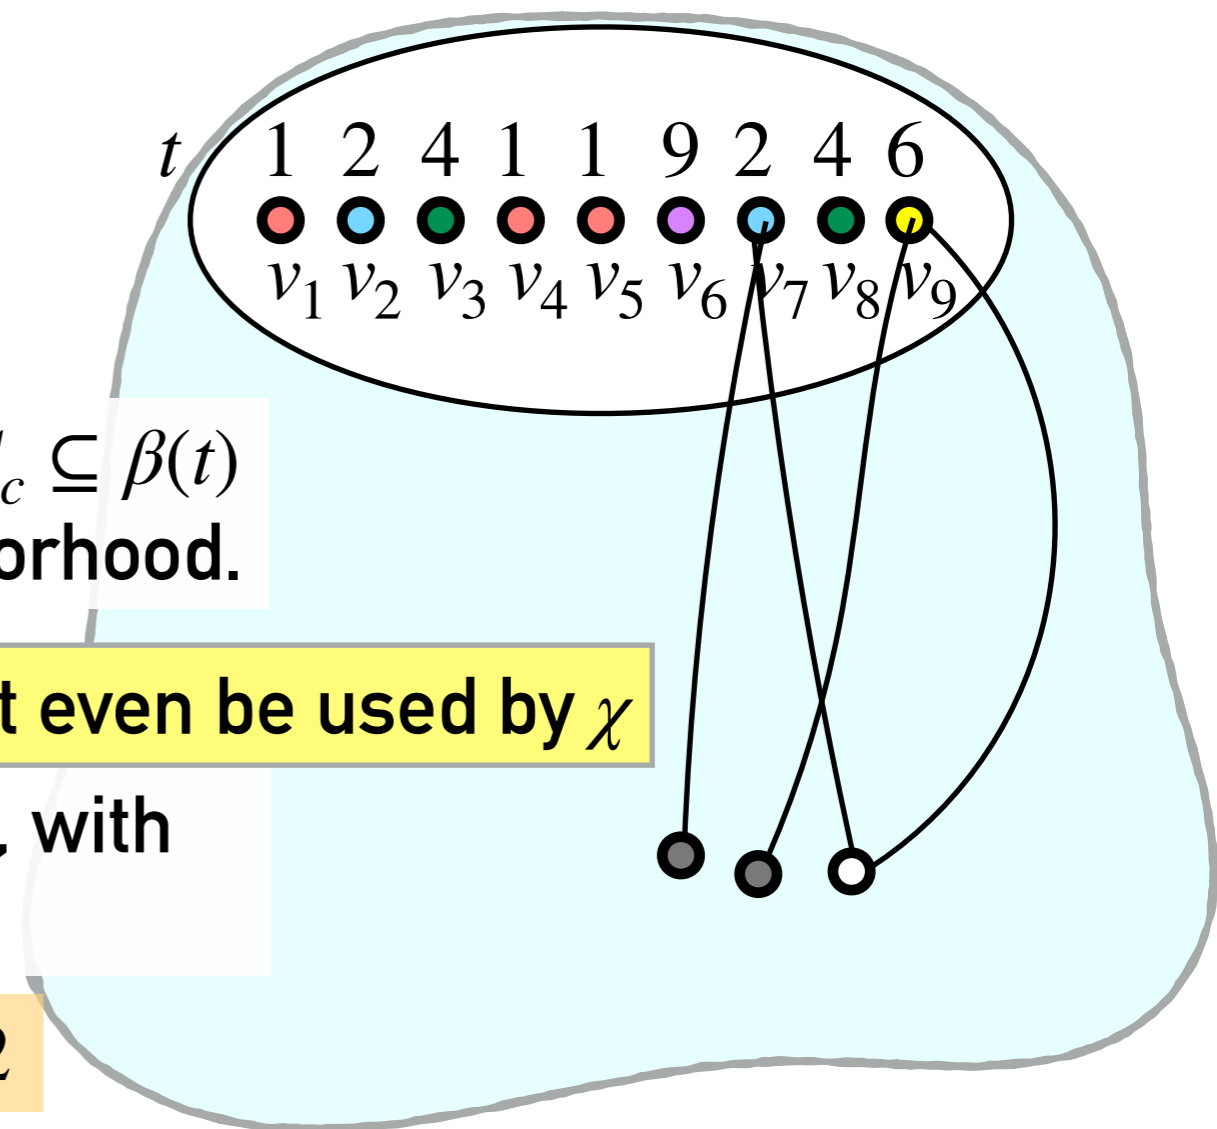 t 1 2 4 1 1 9 2 4 6
v₁ v₂ v₃ v₄ v₅ v₆ v₇ v₈ v₉
c ⊆ β(t)
orhood.
t even be used by χ
, with
2